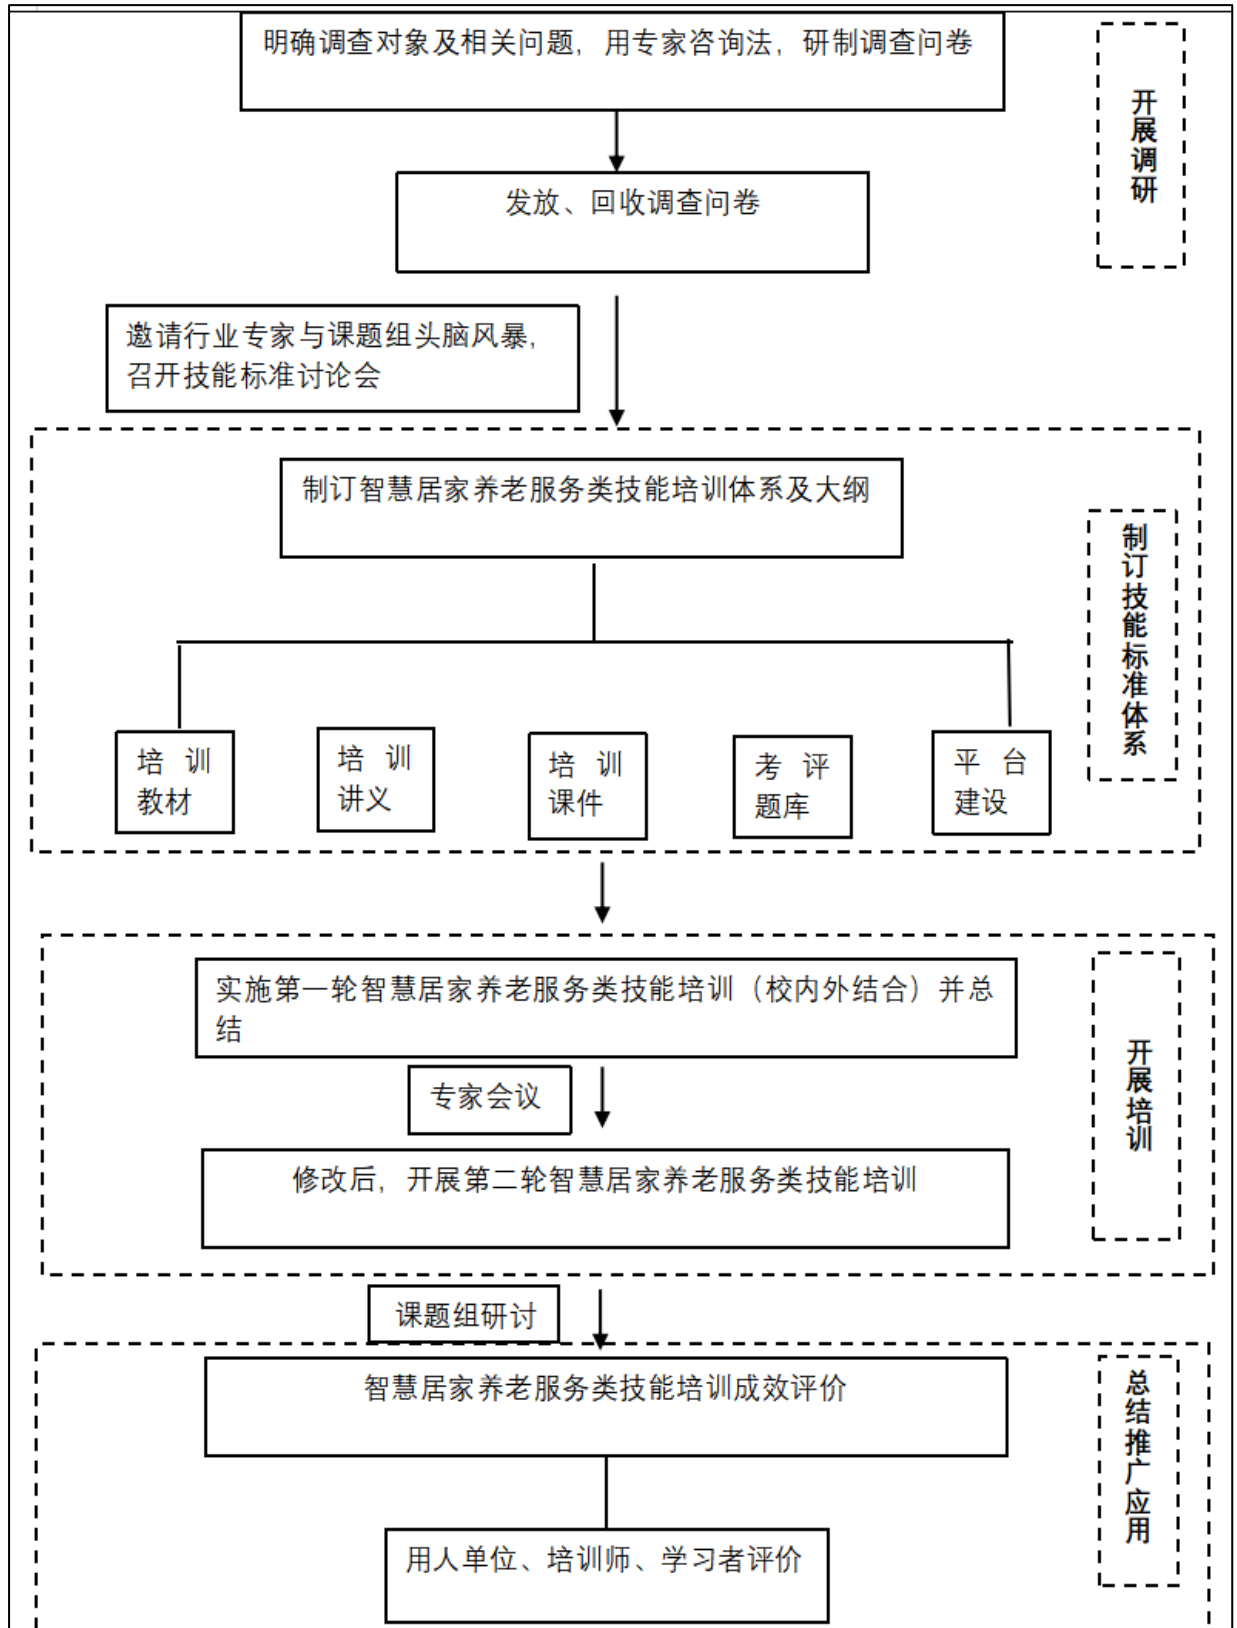 明确调查对象及相关问题，用专家咨询法，研制调查问卷
开展调研
发放、回收调查问卷
邀请行业专家与课题组头脑风暴，
召开技能标准讨论会
制订智慧居家养老服务类技能培训体系及大纲
制订技能标准体系
培训
教材
培训
讲义
培训
课件
考评
题库
平台
建设
实施第一轮智慧居家养老服务类技能培训（校内外结合）并总
结
开展培训
专家会议
修改后，开展第二轮智慧居家养老服务类技能培训
课题组研讨
智慧居家养老服务类技能培训成效评价
总结推广应用
用人单位、培训师、学习者评价